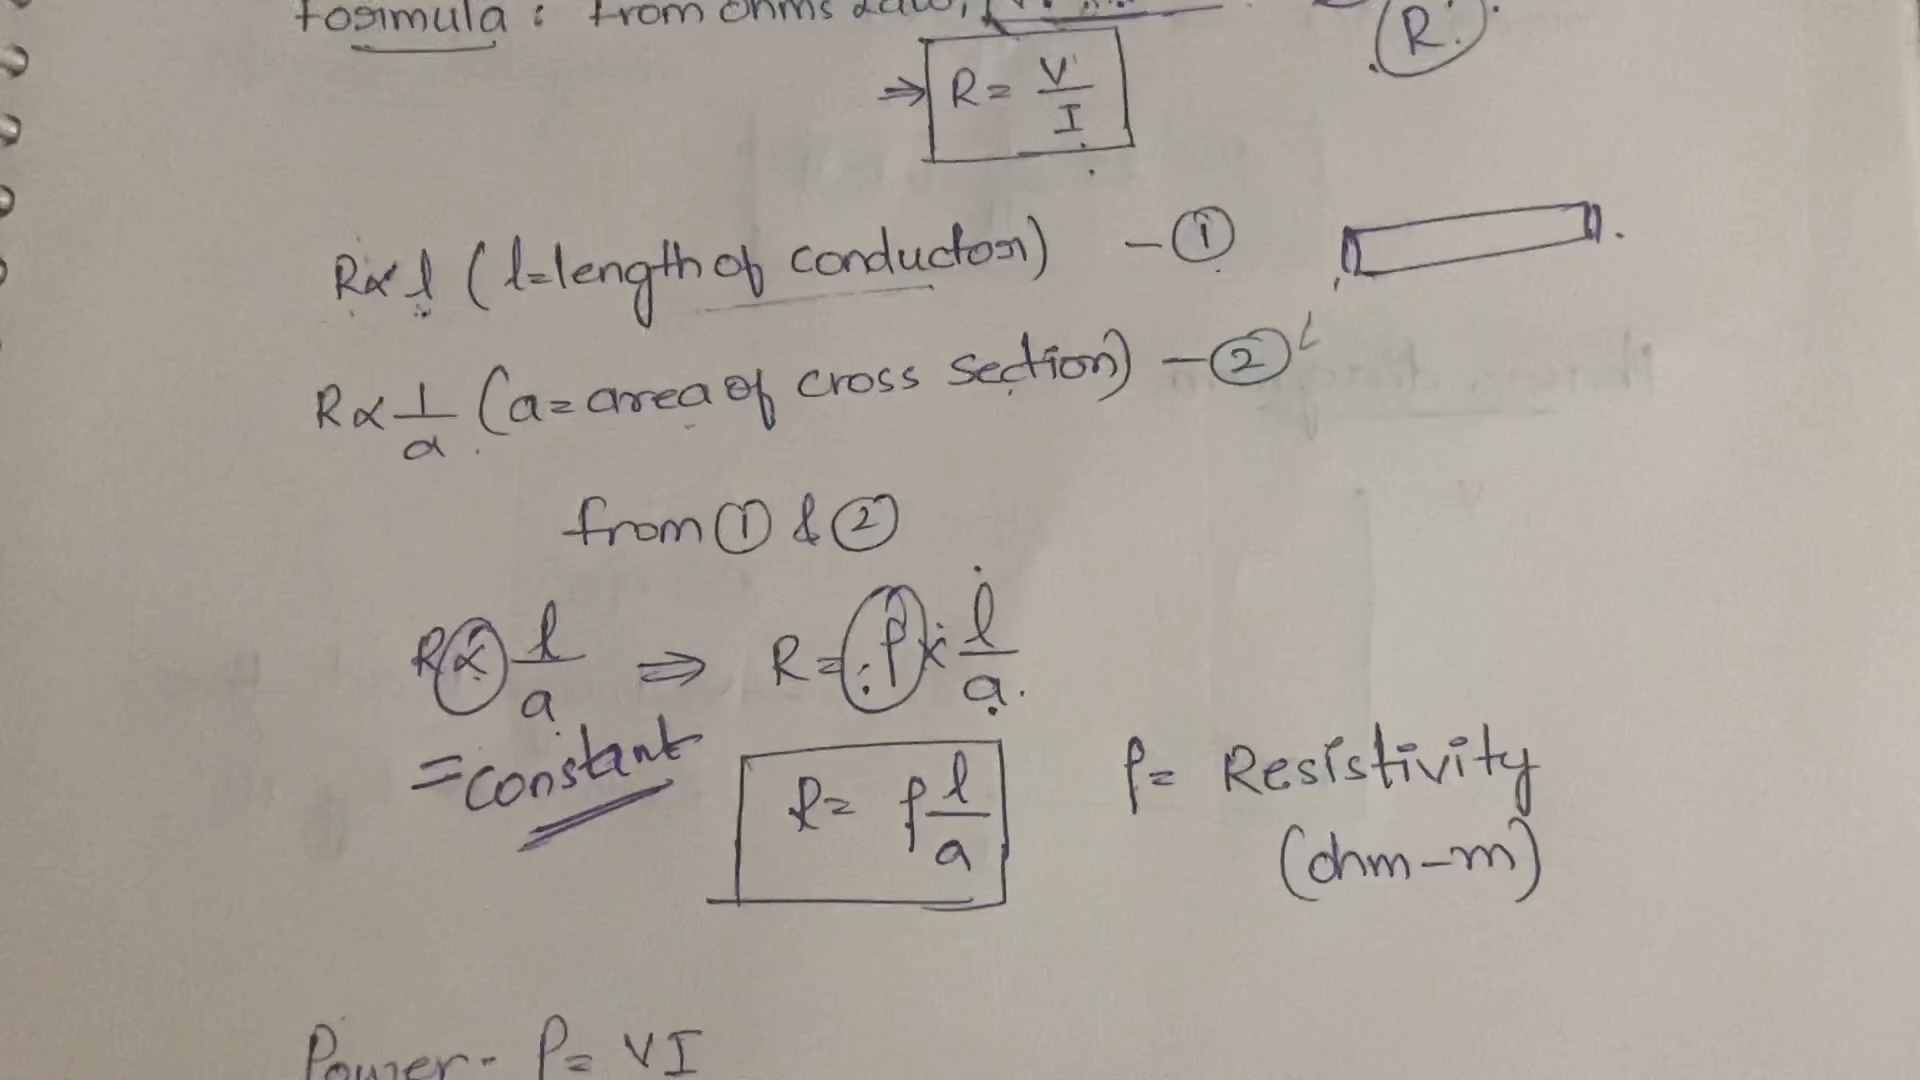 Formula : From ohms Law,
R.
⇒ R = V/I
R ∝ l (l = length of conductor) - ①
R ∝ 1/a (a = area of cross section) - ②
from ① & ②
R ∝ l/a ⇒ R = ρ × l/a
= constant
R = ρ l/a
ρ = Resistivity
(ohm-m)
Power - P = VI